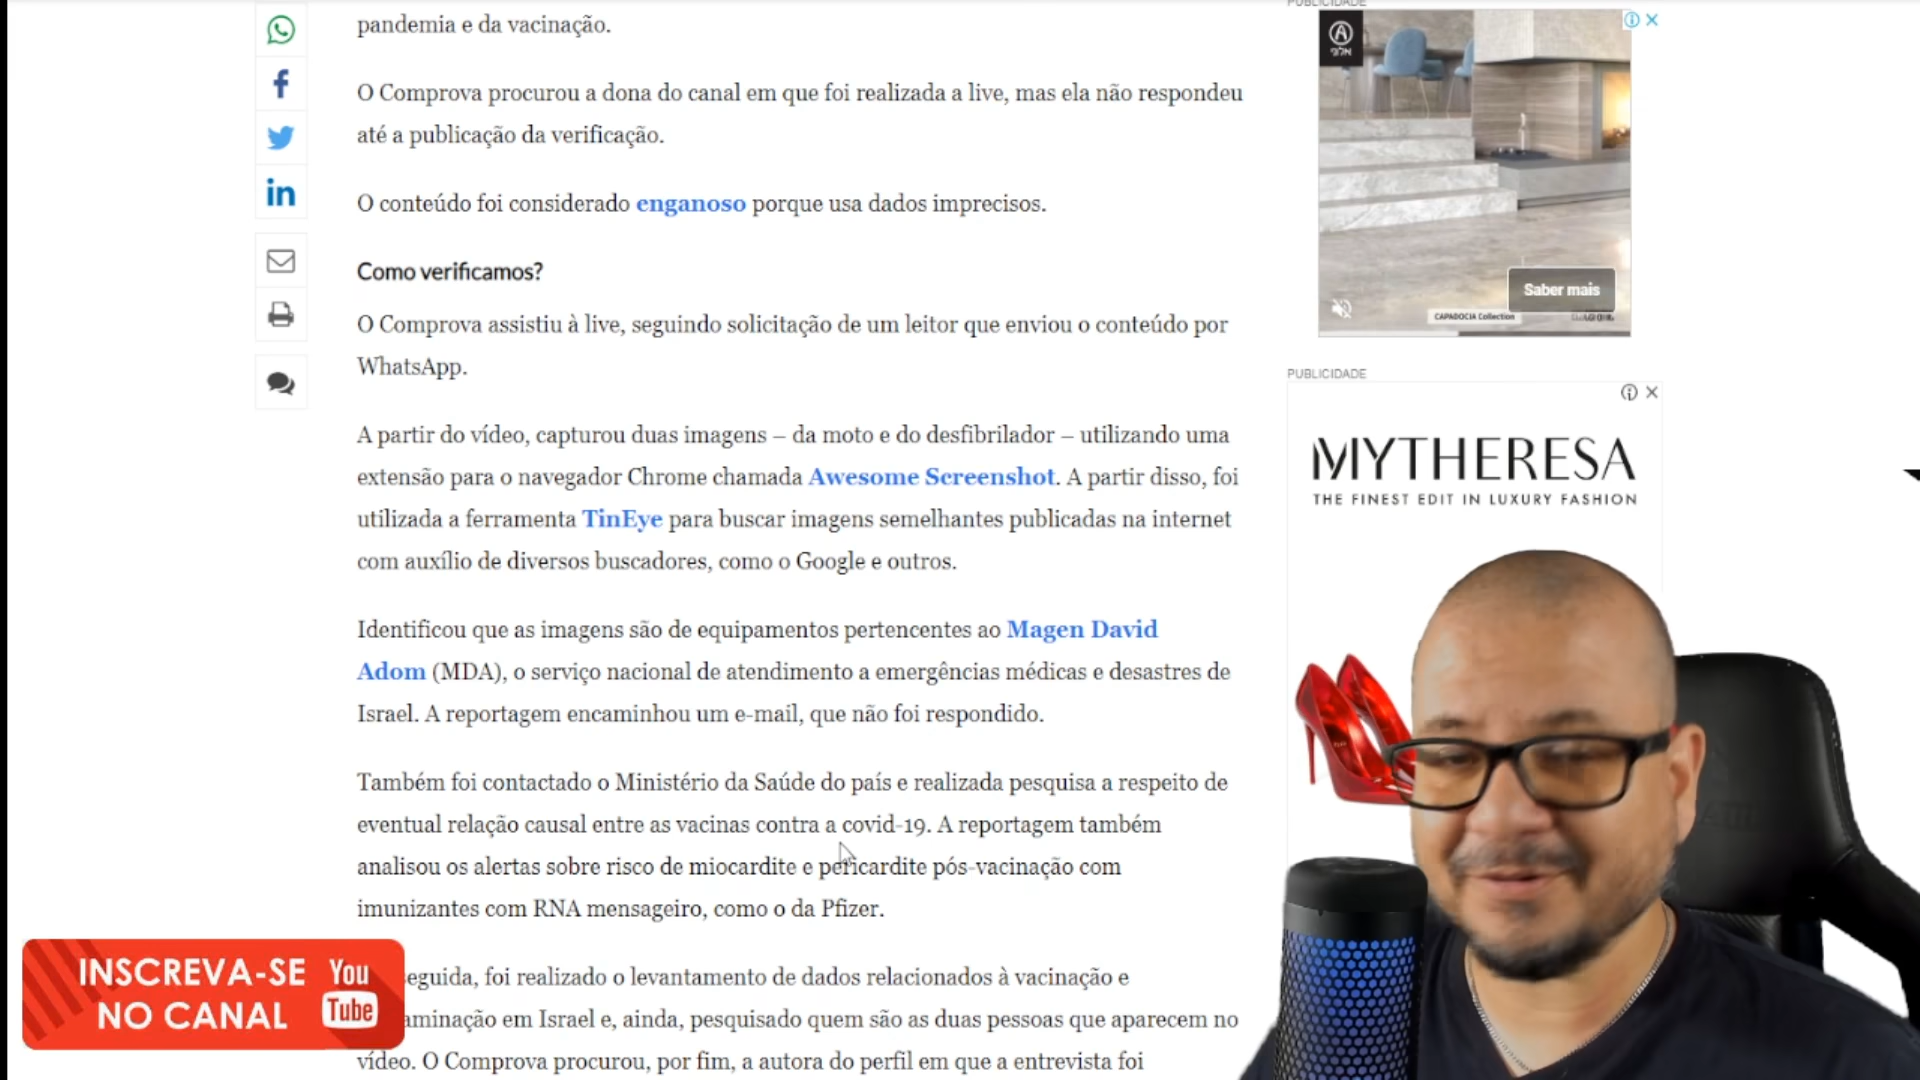 pandemia e da vacinação.
O Comprova procurou a dona do canal em que foi realizada a live, mas ela não respondeu
até a publicação da verificação.
O conteúdo foi considerado enganoso porque usa dados imprecisos.
Como verificamos?
O Comprova assistiu à live, seguindo solicitação de um leitor que enviou o conteúdo por
WhatsApp.
A partir do vídeo, capturou duas imagens – da moto e do desfibrilador – utilizando uma
extensão para o navegador Chrome chamada Awesome Screenshot. A partir disso, foi
utilizada a ferramenta TinEye para buscar imagens semelhantes publicadas na internet
com auxílio de diversos buscadores, como o Google e outros.
Identificou que as imagens são de equipamentos pertencentes ao Magen David
Adom (MDA), o serviço nacional de atendimento a emergências médicas e desastres de
Israel. A reportagem encaminhou um e-mail, que não foi respondido.
Também foi contactado o Ministério da Saúde do país e realizada pesquisa a respeito de
eventual relação causal entre as vacinas contra a covid-19. A reportagem também
analisou os alertas sobre risco de miocardite e pericardite pós-vacinação com
imunizantes com RNA mensageiro, como o da Pfizer.
eguida, foi realizado o levantamento de dados relacionados à vacinação e
aminação em Israel e, ainda, pesquisado quem são as duas pessoas que aparecem no
vídeo. O Comprova procurou, por fim, a autora do perfil em que a entrevista foi
INSCREVA-SE
NO CANAL
You
Tube
PUBLICIDADE
אלוני
Saber mais
CAPADOCIA Collection
PUBLICIDADE
MYTHERESA
THE FINEST EDIT IN LUXURY FASHION